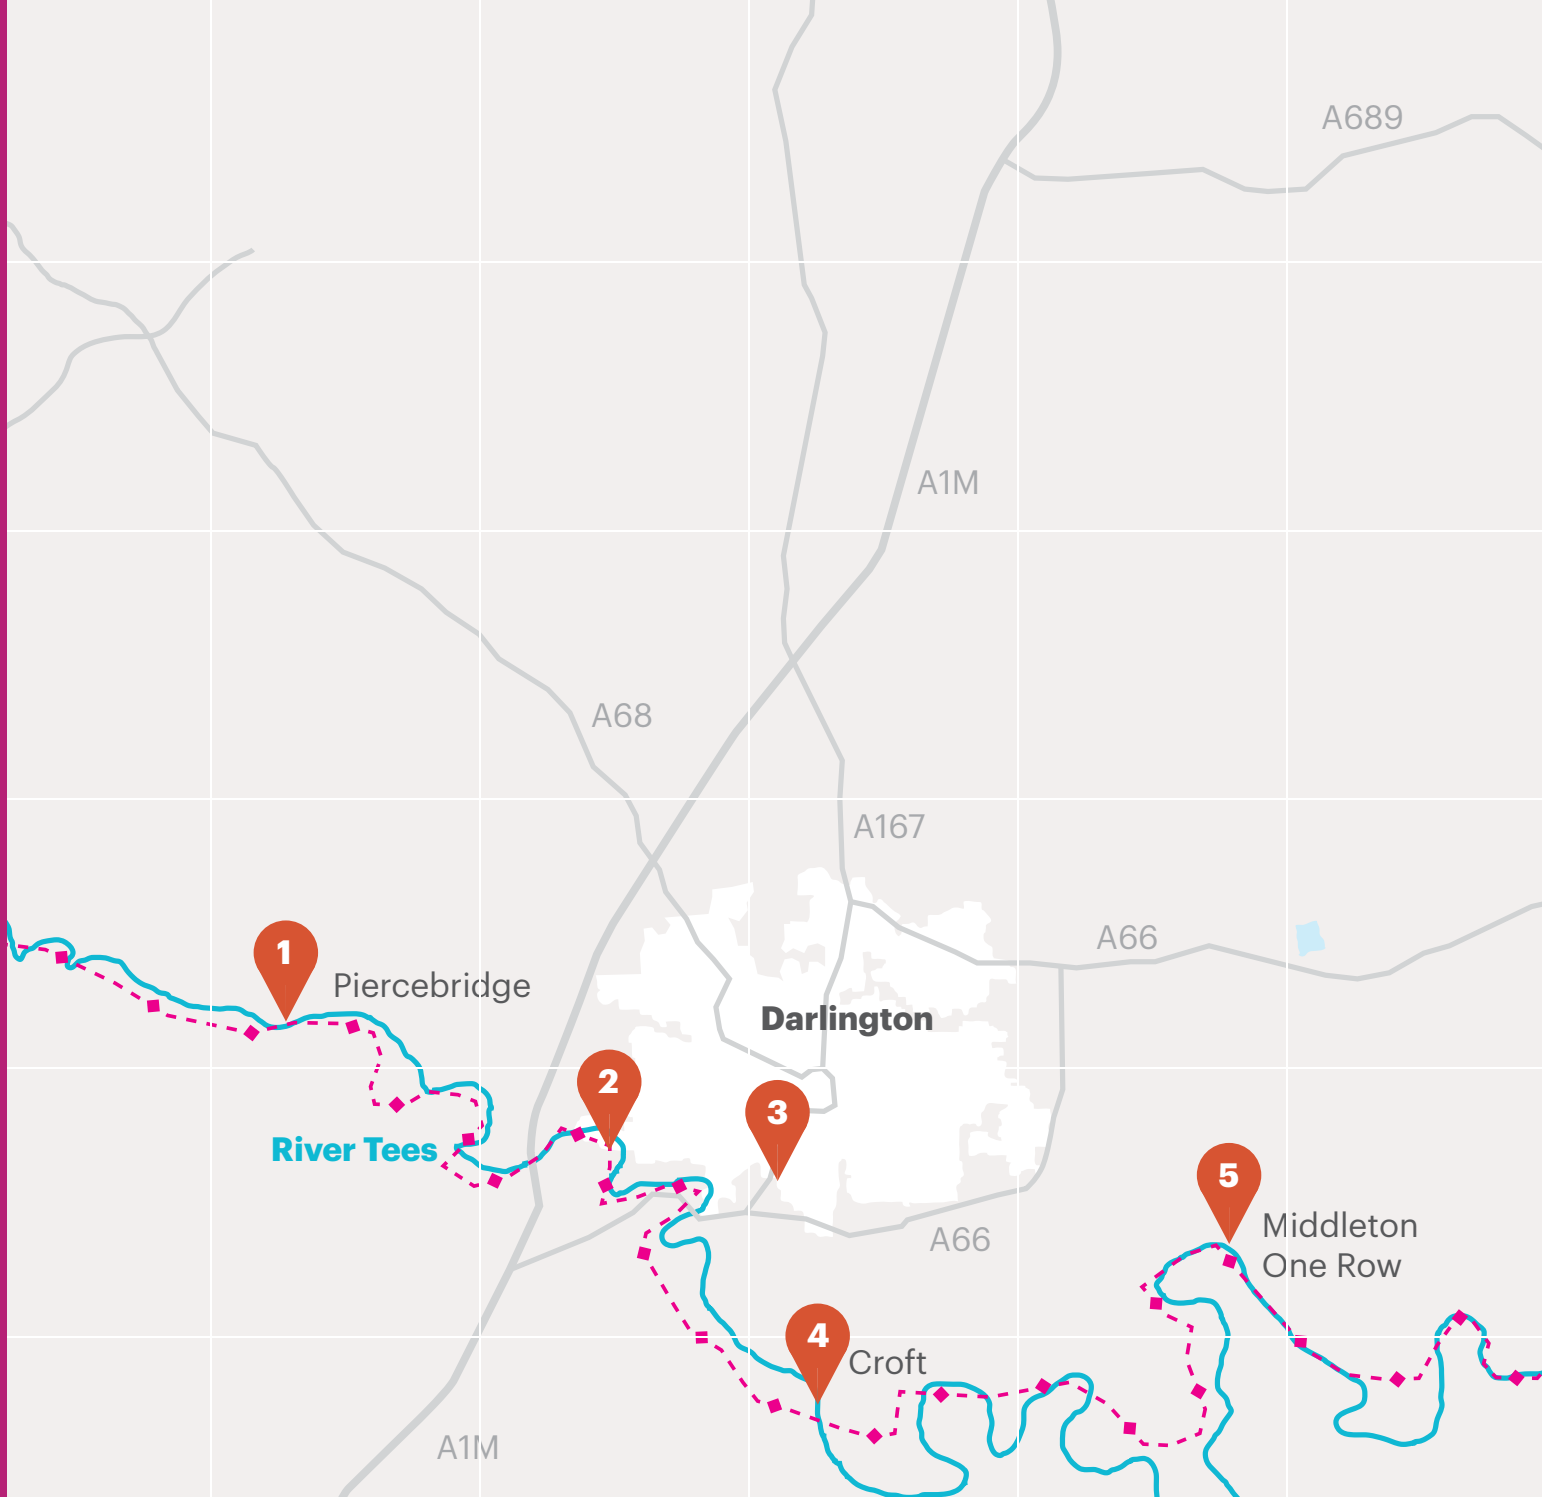 A689
A1M
A68
A167
A66
1
Piercebridge
Darlington
2
3
River Tees
5
Middleton
One Row
A66
4
Croft
A1M